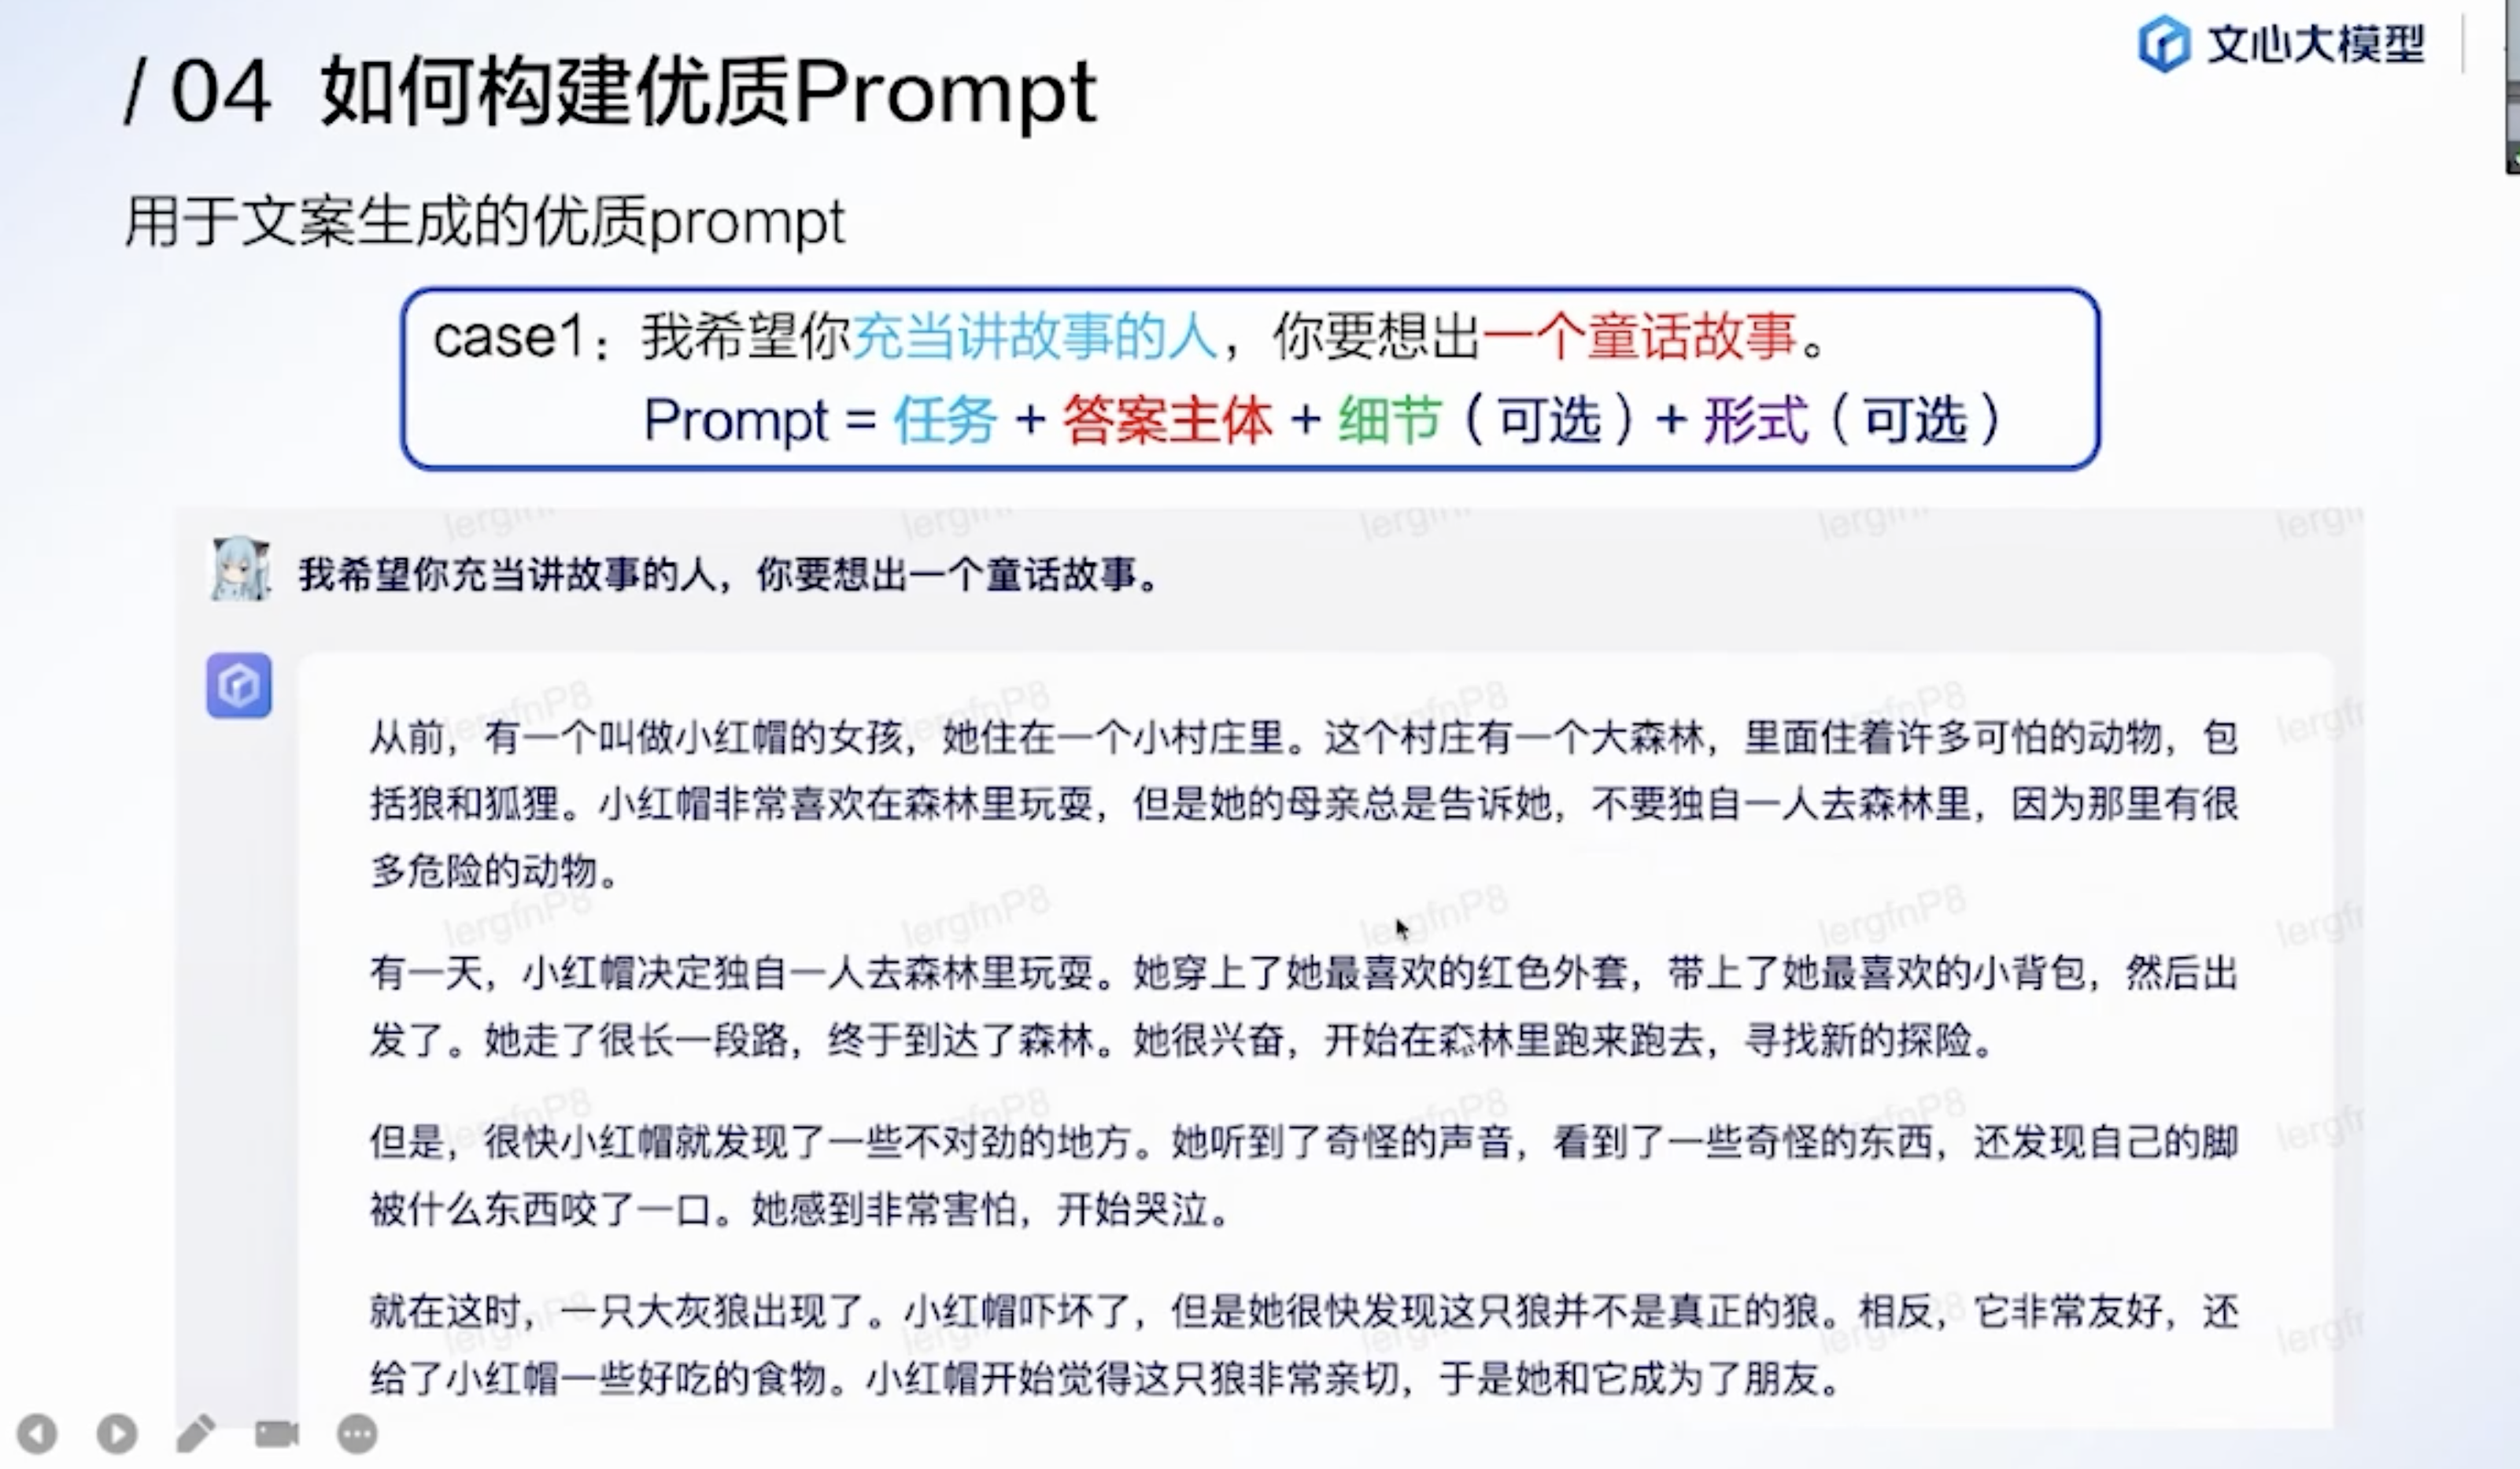 文心大模型
/ 04 如何构建优质Prompt
用于文案生成的优质prompt
case1：我希望你充当讲故事的人，你要想出一个童话故事。
Prompt = 任务 + 答案主体 + 细节（可选）+ 形式（可选）
我希望你充当讲故事的人，你要想出一个童话故事。
从前，有一个叫做小红帽的女孩，她住在一个小村庄里。这个村庄有一个大森林，里面住着许多可怕的动物，包
括狼和狐狸。小红帽非常喜欢在森林里玩耍，但是她的母亲总是告诉她，不要独自一人去森林里，因为那里有很
多危险的动物。
有一天，小红帽决定独自一人去森林里玩耍。她穿上了她最喜欢的红色外套，带上了她最喜欢的小背包，然后出
发了。她走了很长一段路，终于到达了森林。她很兴奋，开始在森林里跑来跑去，寻找新的探险。
但是，很快小红帽就发现了一些不对劲的地方。她听到了奇怪的声音，看到了一些奇怪的东西，还发现自己的脚
被什么东西咬了一口。她感到非常害怕，开始哭泣。
就在这时，一只大灰狼出现了。小红帽吓坏了，但是她很快发现这只狼并不是真正的狼。相反，它非常友好，还
给了小红帽一些好吃的食物。小红帽开始觉得这只狼非常亲切，于是她和它成为了朋友。